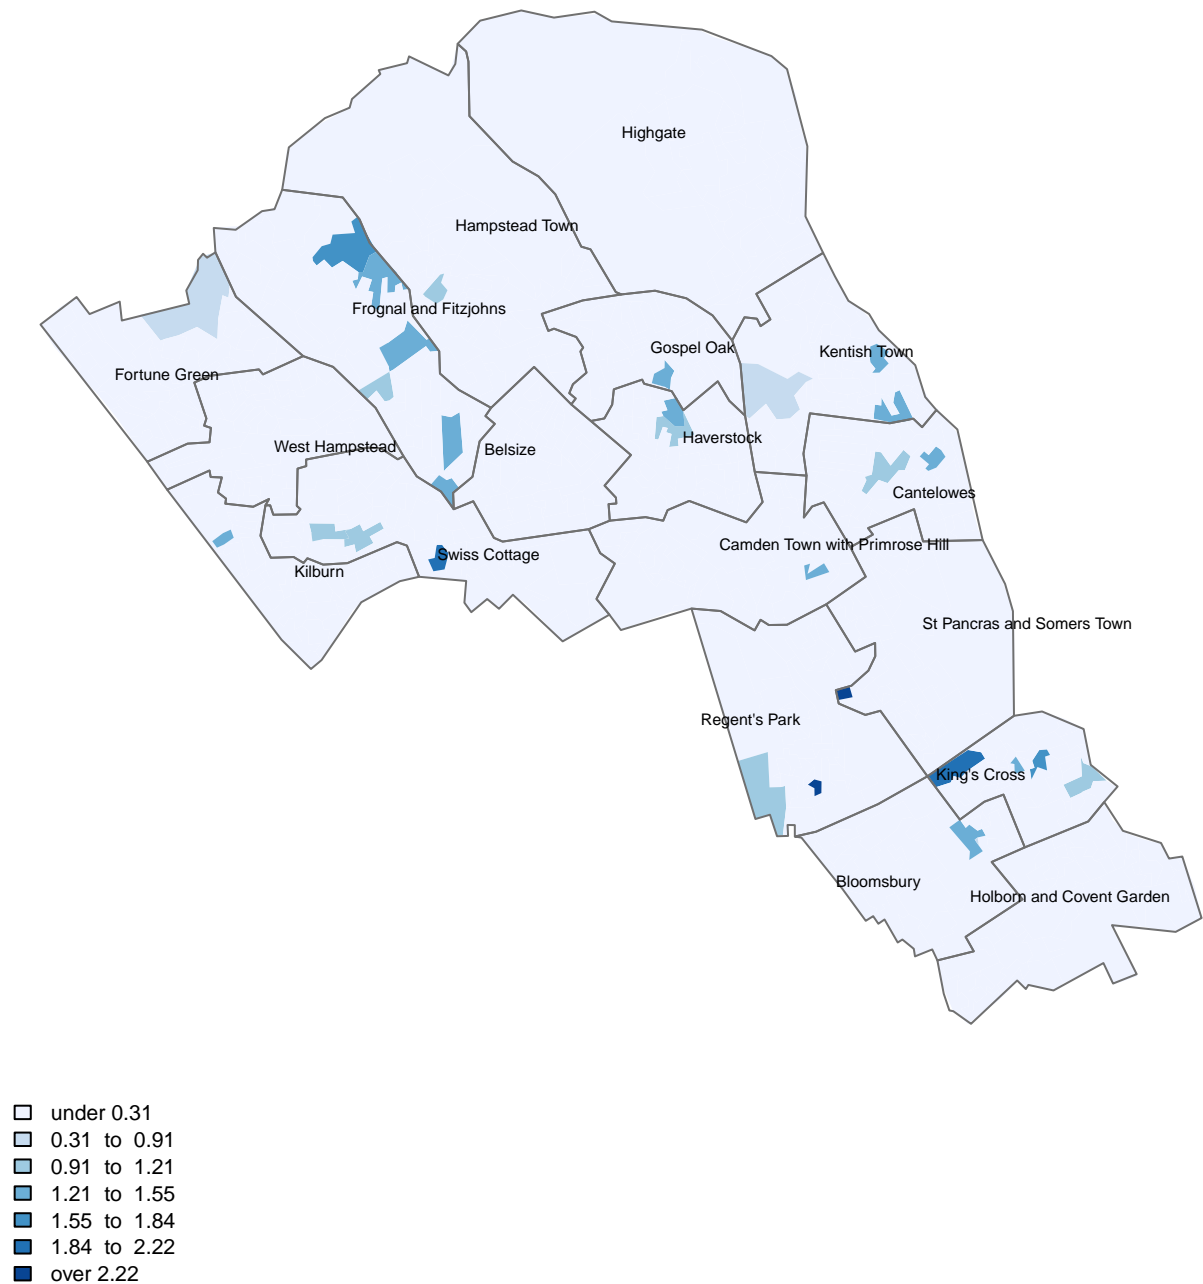 Highgate
Hampstead Town
Frognal and Fitzjohns
Gospel Oak
Kentish Town
Fortune Green
Haverstock
West Hampstead
Belsize
Cantelowes
Camden Town with Primrose Hill
Swiss Cottage
Kilburn
St Pancras and Somers Town
Regent's Park
King's Cross
Bloomsbury
Holborn and Covent Garden
under 0.31
0.31 to 0.91
0.91 to 1.21
1.21 to 1.55
1.55 to 1.84
1.84 to 2.22
over 2.22